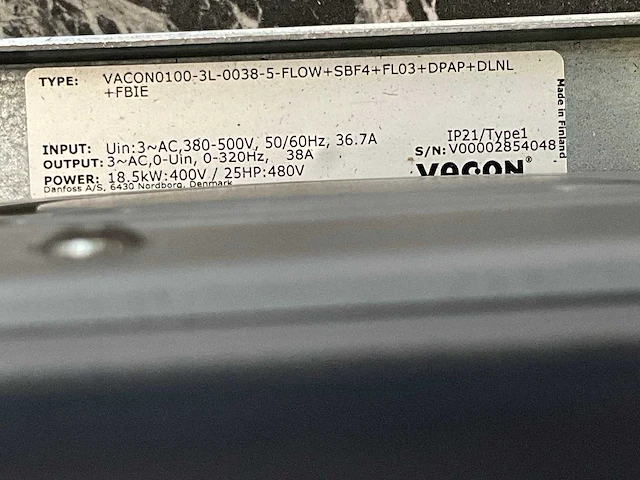 TYPE: VACON0100-3L-0038-5-FLOW+SBF4+FL03+DPAP+DLNL
+FBIE
INPUT: Uin:3~AC,380-500V, 50/60Hz, 36.7A
OUTPUT: 3~AC,0-Uin, 0-320Hz, 38A
POWER: 18.5kW:400V / 25HP:480V
Danfoss A/S, 6430 Nordborg, Denmark
IP21/Type1
S/N: V00002854048
VACON®
Made in Finland